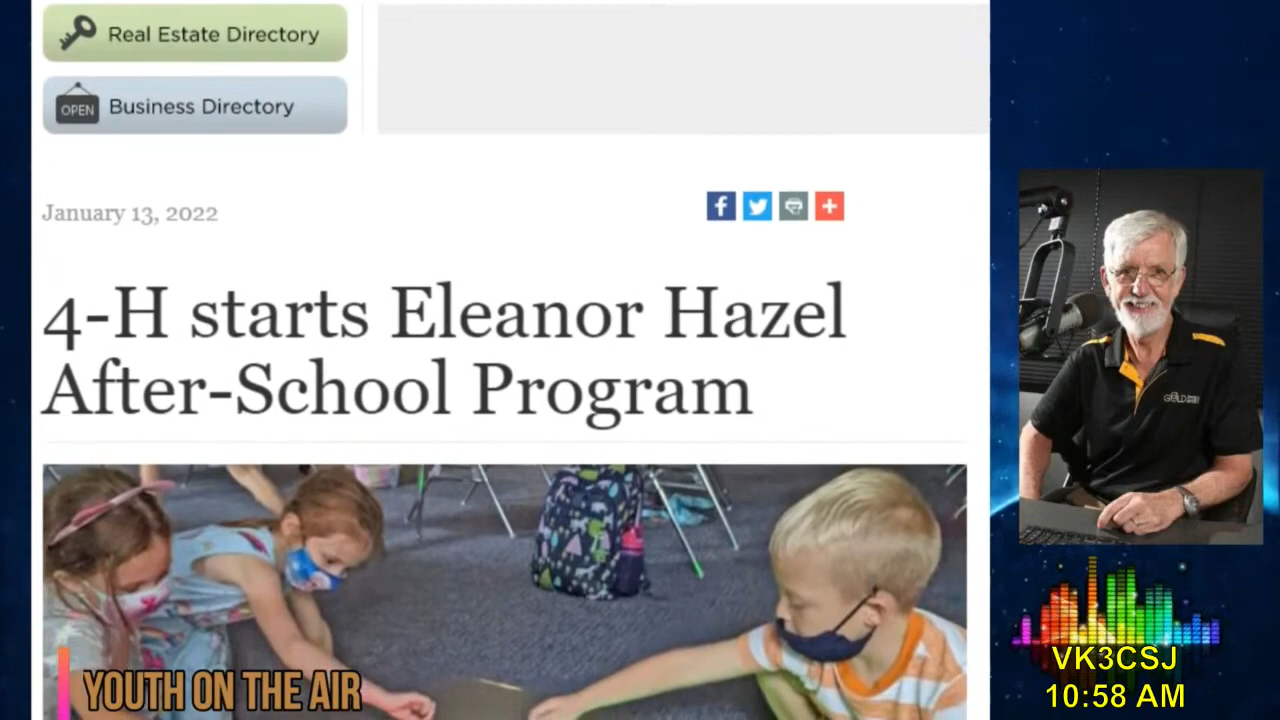 Real Estate Directory
OPEN
Business Directory
January 13, 2022
4-H starts Eleanor Hazel
After-School Program
YOUTH ON THE AIR
GOLD
VK3CSJ
10:58 AM